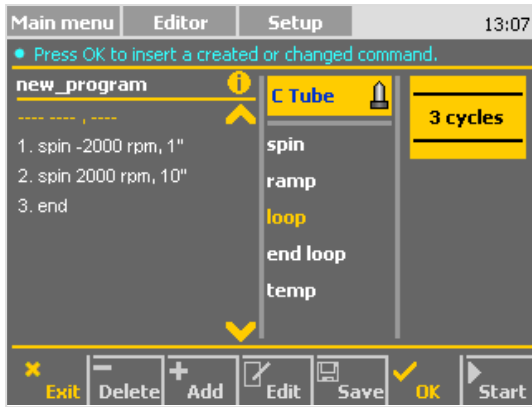 Main menu Editor Setup 13:07
• Press OK to insert a created or changed command.
new_program
i
---- ---- , ----
1. spin -2000 rpm, 1"
2. spin 2000 rpm, 10"
3. end
C Tube
spin
ramp
loop
end loop
temp
3 cycles
Exit Delete Add Edit Save OK Start